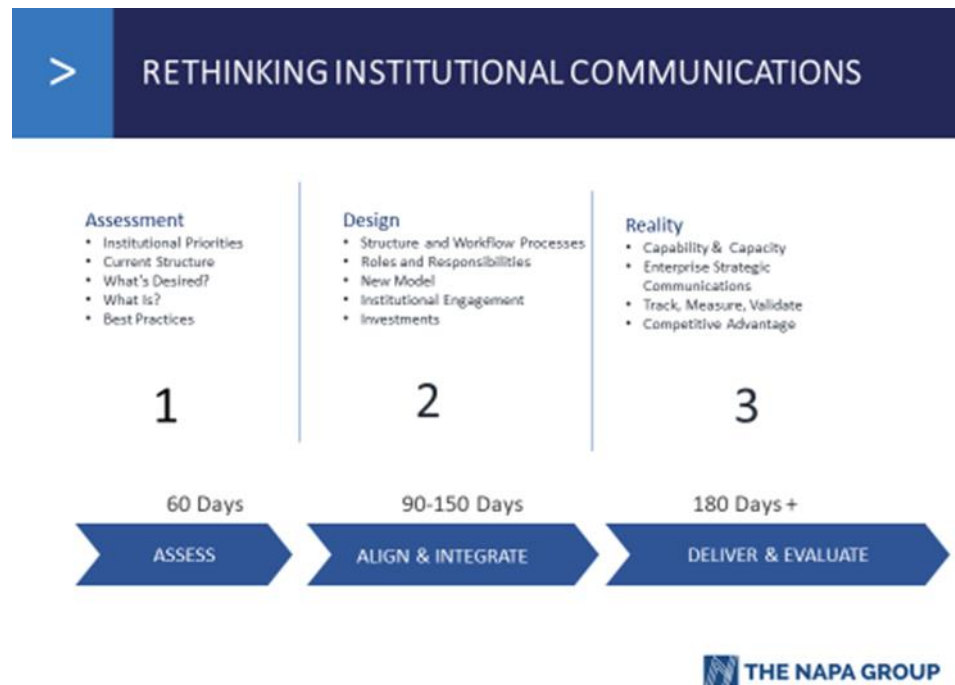 > RETHINKING INSTITUTIONAL COMMUNICATIONS
Assessment
• Institutional Priorities
• Current Structure
• What's Desired?
• What Is?
• Best Practices
1
Design
• Structure and Workflow Processes
• Roles and Responsibilities
• New Model
• Institutional Engagement
• Investments
2
Reality
• Capability & Capacity
• Enterprise Strategic
Communications
• Track, Measure, Validate
• Competitive Advantage
3
60 Days
ASSESS
90-150 Days
ALIGN & INTEGRATE
180 Days +
DELIVER & EVALUATE
THE NAPA GROUP